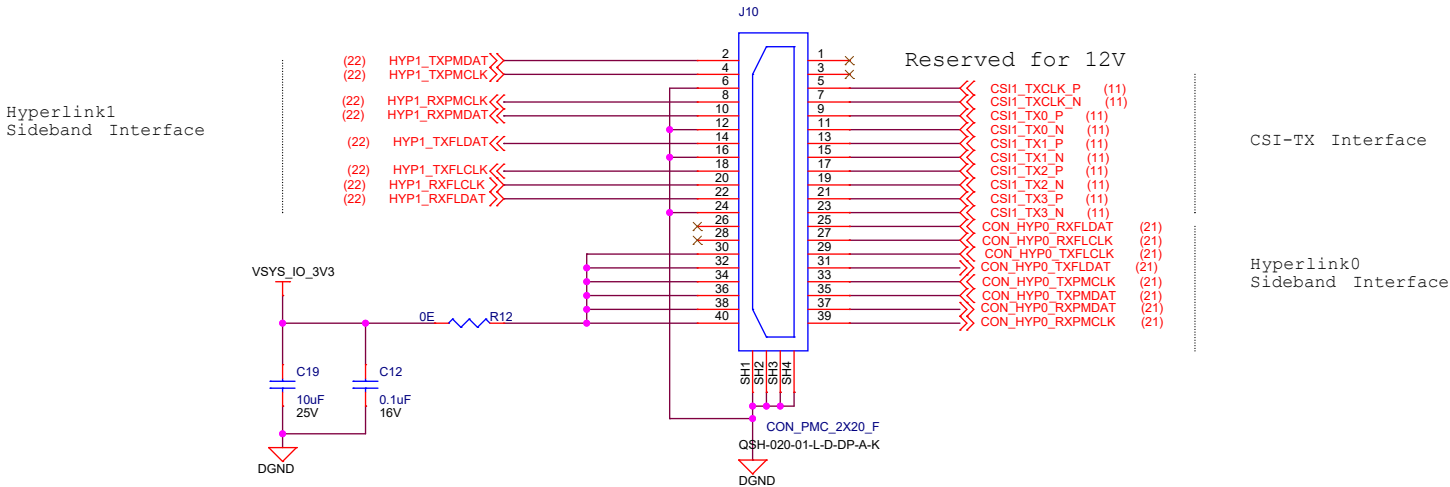 J10
Reserved for 12V
(22) HYP1_TXPMDAT 2 1
(22) HYP1_TXPMCLK 4 3
6 5 CSI1_TXCLK_P (11)
(22) HYP1_RXPMCLK 8 7 CSI1_TXCLK_N (11)
(22) HYP1_RXPMDAT 10 9 CSI1_TX0_P (11)
12 11 CSI1_TX0_N (11)
(22) HYP1_TXFLDAT 14 13 CSI1_TX1_P (11)
16 15 CSI1_TX1_N (11)
(22) HYP1_TXFLCLK 18 17 CSI1_TX2_P (11)
(22) HYP1_RXFLCLK 20 19 CSI1_TX2_N (11)
(22) HYP1_RXFLDAT 22 21 CSI1_TX3_P (11)
24 23 CSI1_TX3_N (11)
26 25 CON_HYP0_RXFLDAT (21)
28 27 CON_HYP0_RXFLCLK (21)
30 29 CON_HYP0_TXFLCLK (21)
32 31 CON_HYP0_TXFLDAT (21)
34 33 CON_HYP0_TXPMCLK (21)
36 35 CON_HYP0_TXPMDAT (21)
38 37 CON_HYP0_RXPMDAT (21)
40 39 CON_HYP0_RXPMCLK (21)
Hyperlink1
Sideband Interface
CSI-TX Interface
Hyperlink0
Sideband Interface
VSYS_IO_3V3
0E R12
C19
10uF
25V
C12
0.1uF
16V
DGND
SH1
SH2
SH3
SH4
CON_PMC_2X20_F
QSH-020-01-L-D-DP-A-K
DGND